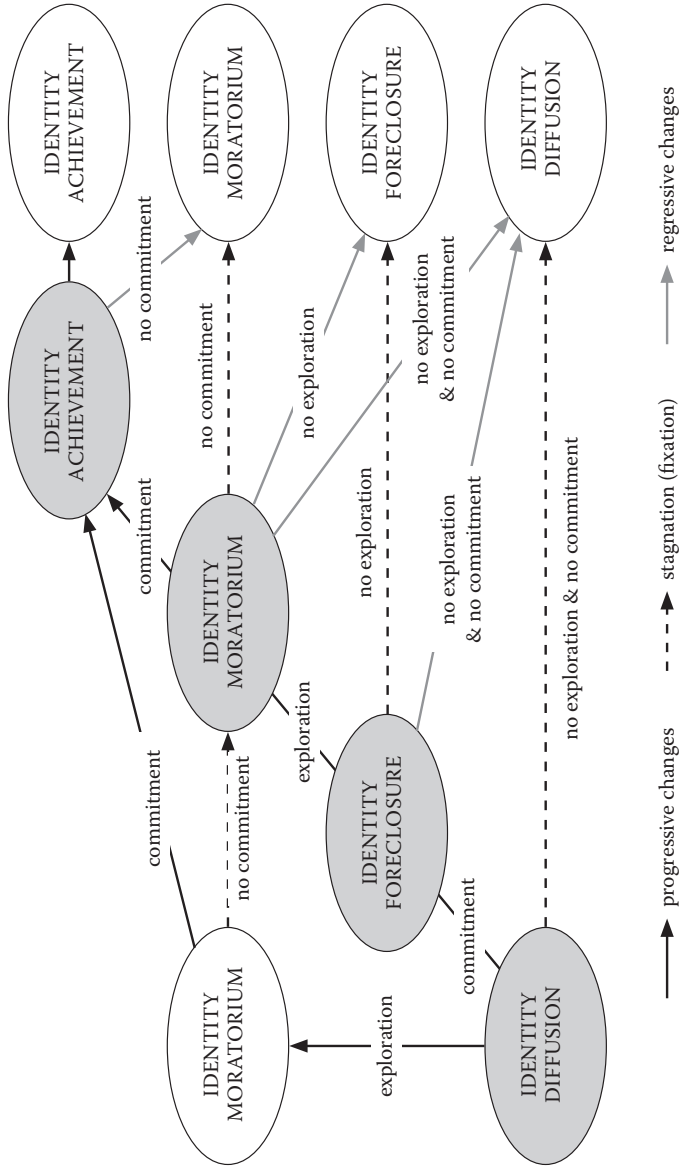 IDENTITY
ACHIEVEMENT
IDENTITY
ACHIEVEMENT
commitment
commitment
no commitment
IDENTITY
MORATORIUM
no commitment
IDENTITY
MORATORIUM
no commitment
IDENTITY
MORATORIUM
exploration
no exploration
exploration
IDENTITY
FORECLOSURE
no exploration
IDENTITY
FORECLOSURE
no exploration
& no commitment
commitment
no exploration
& no commitment
IDENTITY
DIFFUSION
no exploration & no commitment
IDENTITY
DIFFUSION
progressive changes
stagnation (fixation)
regressive changes